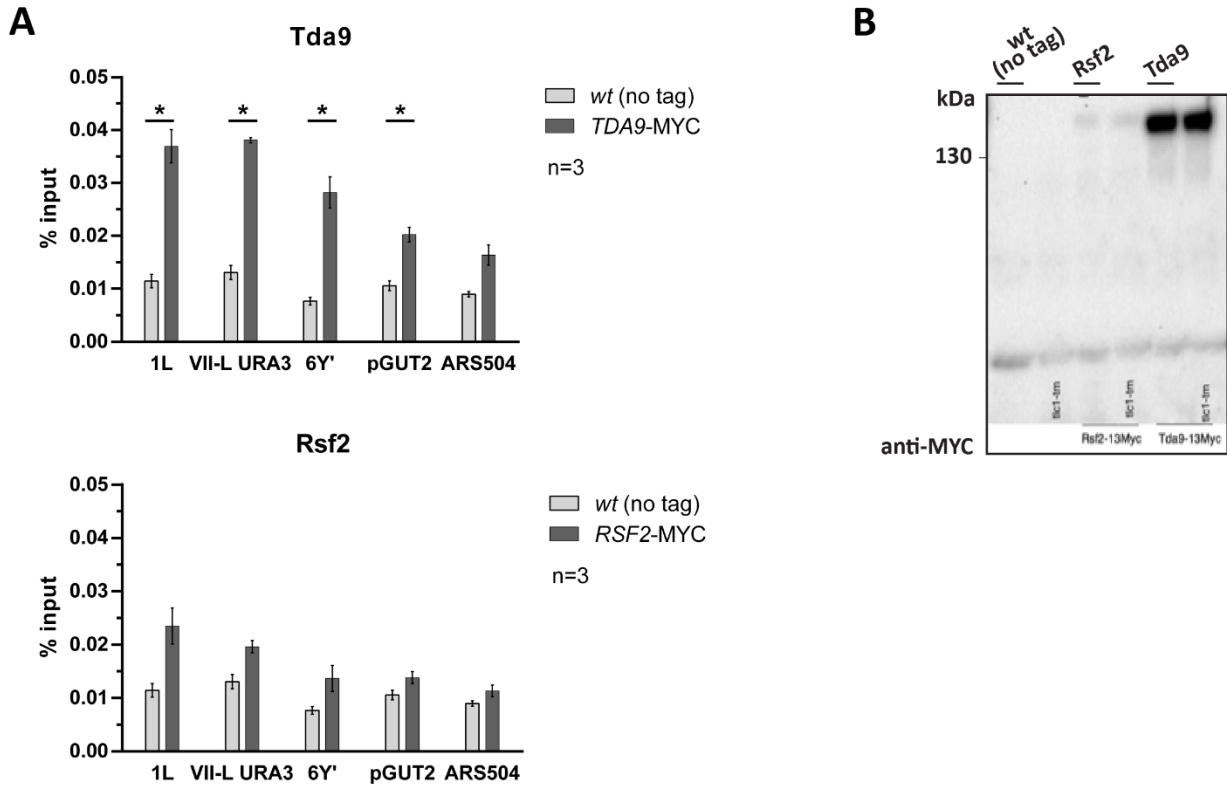 A
Tda9
0.05
0.04
0.03
0.02
0.01
0.00
% input
* * * *
1L VII-L URA3 6Y' pGUT2 ARS504
wt (no tag)
TDA9-MYC
n=3
Rsf2
0.05
0.04
0.03
0.02
0.01
0.00
% input
1L VII-L URA3 6Y' pGUT2 ARS504
wt (no tag)
RSF2-MYC
n=3
B
wt
(no tag)
Rsf2
Tda9
kDa
130
tlc1-tm
tlc1-tm
tlc1-tm
Rsf2-13Myc Tda9-13Myc
anti-MYC